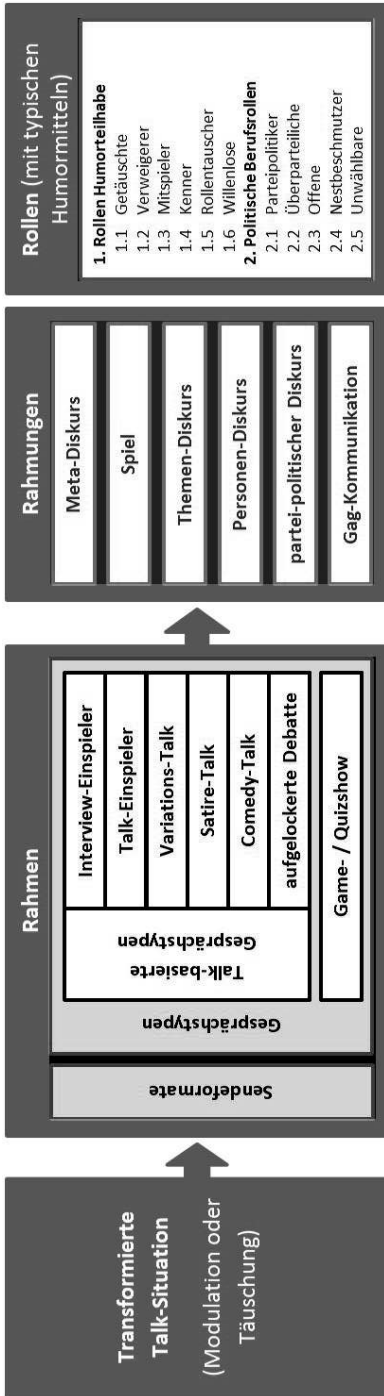 Transformierte
Talk-Situation
(Modulation oder
Täuschung)
Rahmen
Sendeformate
Gesprächstypen
Talk-basierte
Gesprächstypen
Interview-Einspieler
Talk-Einspieler
Variations-Talk
Satire-Talk
Comedy-Talk
aufgelockerte Debatte
Game- / Quizshow
Rahmungen
Meta-Diskurs
Spiel
Themen-Diskurs
Personen-Diskurs
partei-politischer Diskurs
Gag-Kommunikation
Rollen (mit typischen
Humormitteln)
1. Rollen Humorteilhabe
1.1 Getäuschte
1.2 Verweigerer
1.3 Mitspieler
1.4 Kenner
1.5 Rollentauscher
1.6 Willenlose
2. Politische Berufsrollen
2.1 Parteipolitiker
2.2 Überparteiliche
2.3 Offene
2.4 Nestbeschmutzer
2.5 Unwählbare